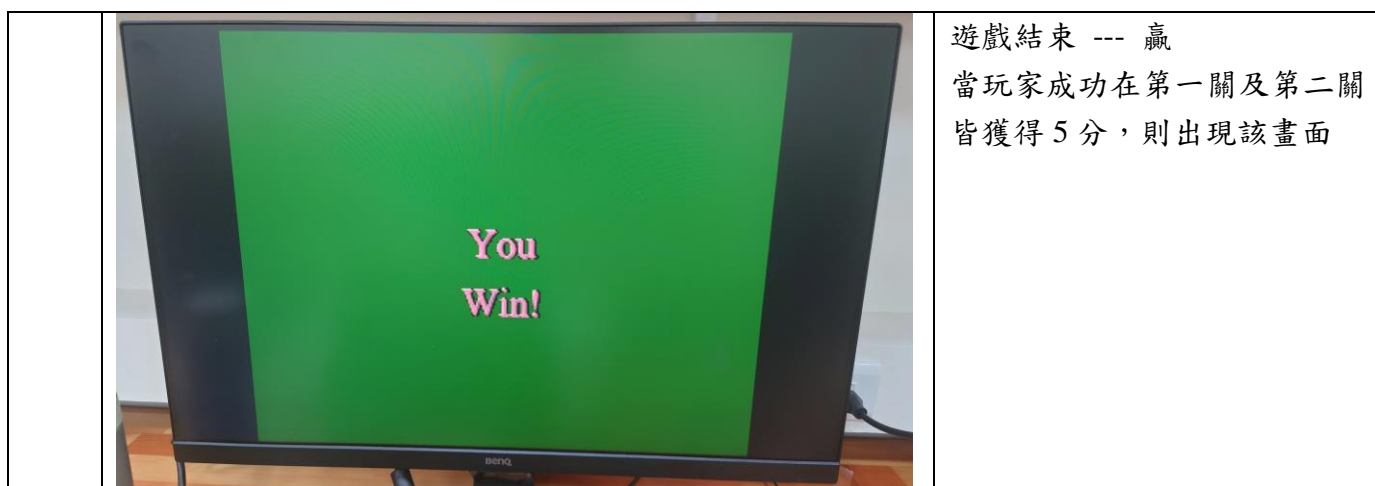 You
Win!
BenQ
遊戲結束 --- 贏
當玩家成功在第一關及第二關
皆獲得 5 分，則出現該畫面